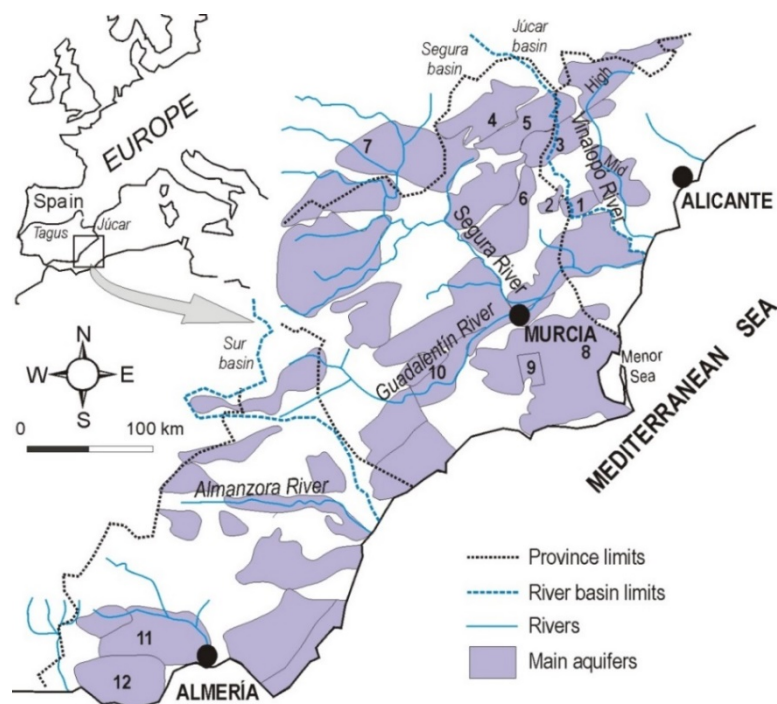 EUROPE
Spain
Tagus
Júcar
N
W E
S
0 100 km
Segura
basin
Júcar
basin
High
Vinalopo River
Mid
ALICANTE
4
5
3
7
6
2
1
Segura River
MURCIA
Guadalentín River
10
9
8
Menor
Sea
MEDITERRANEAN SEA
Sur
basin
Almanzora River
11
12
ALMERÍA
Province limits
River basin limits
Rivers
Main aquifers